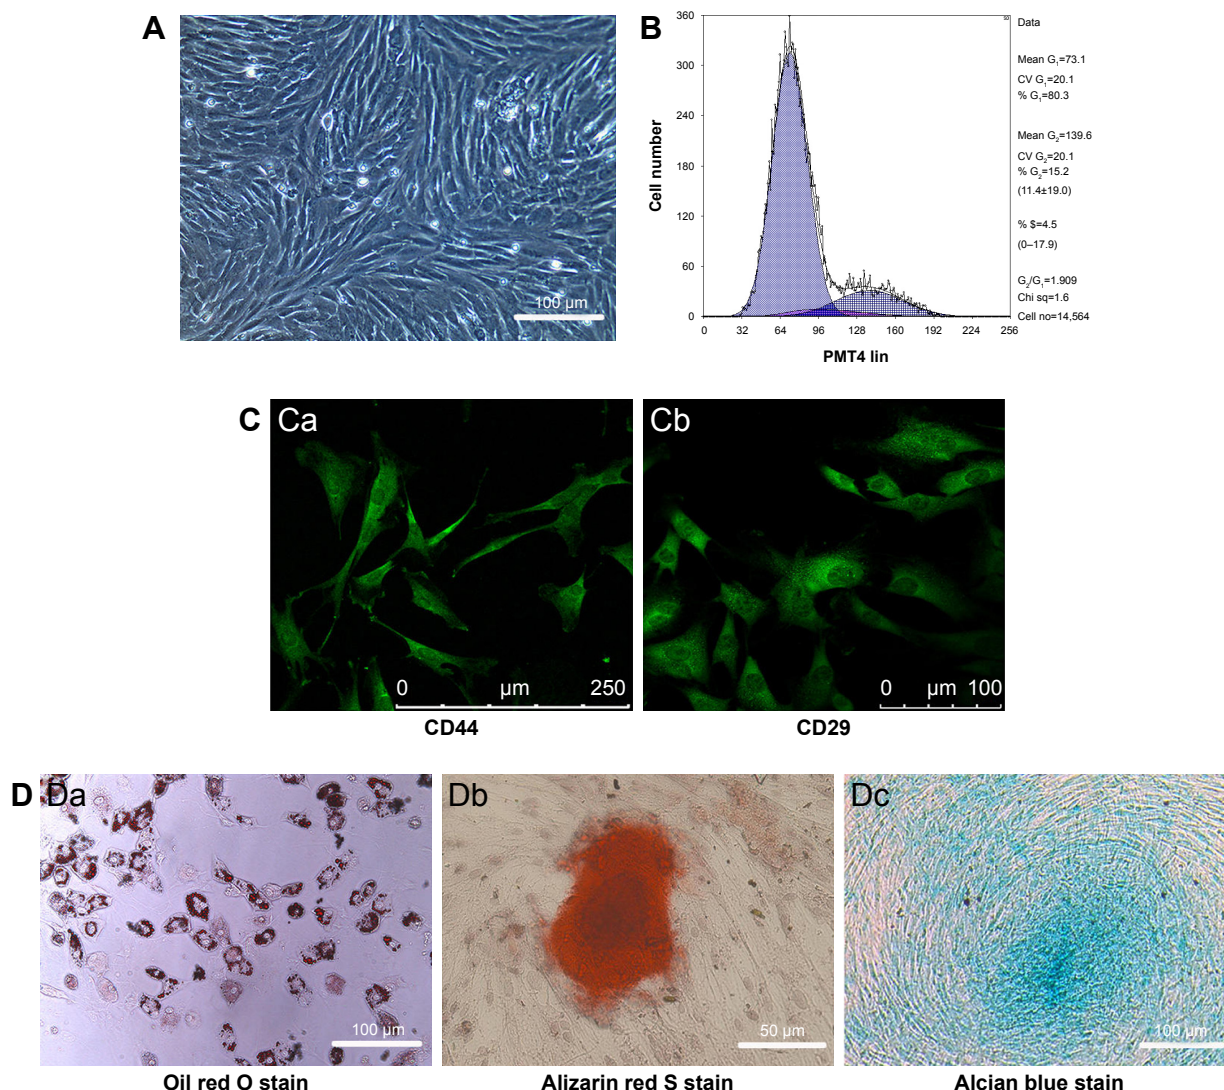 A
100 µm
B
Cell number
360
300
240
180
120
60
0
0 32 64 96 128 160 192 224 256
PMT4 lin
Data
Mean G1=73.1
CV G1=20.1
% G1=80.3
Mean G2=139.6
CV G2=20.1
% G2=15.2
(11.4±19.0)
% $=4.5
(0–17.9)
G2/G1=1.909
Chi sq=1.6
Cell no=14,564
C
Ca
0 µm 250
CD44
Cb
0 µm 100
CD29
D
Da
100 µm
Oil red O stain
Db
50 µm
Alizarin red S stain
Dc
100 µm
Alcian blue stain